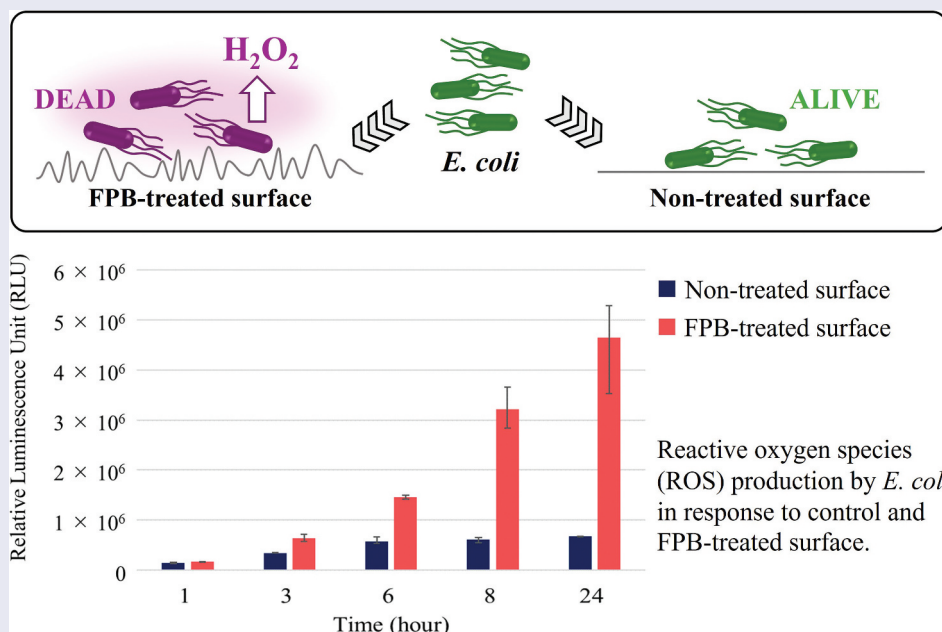 H₂O₂
DEAD
ALIVE
E. coli
FPB-treated surface
Non-treated surface
Relative Luminescence Unit (RLU)
6 × 10⁶
5 × 10⁶
4 × 10⁶
3 × 10⁶
2 × 10⁶
1 × 10⁶
0
1 3 6 8 24
Time (hour)
Non-treated surface
FPB-treated surface
Reactive oxygen species
(ROS) production by E. col
in response to control and
FPB-treated surface.